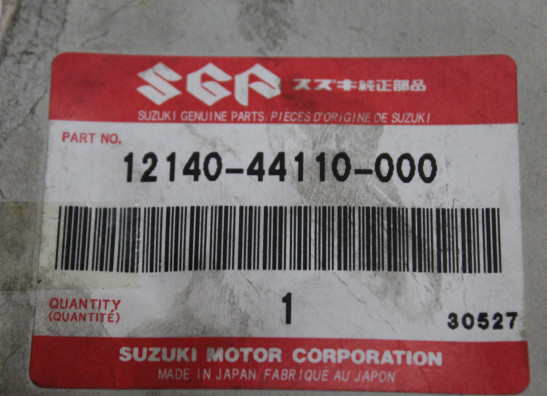 SGP スズキ純正部品
SUZUKI GENUINE PARTS/PIÈCES D'ORIGINE DE SUZUKI
PART NO.
12140-44110-000
QUANTITY
(QUANTITÉ)
1
30527
SUZUKI MOTOR CORPORATION
MADE IN JAPAN/FABRIQUÉ AU JAPON